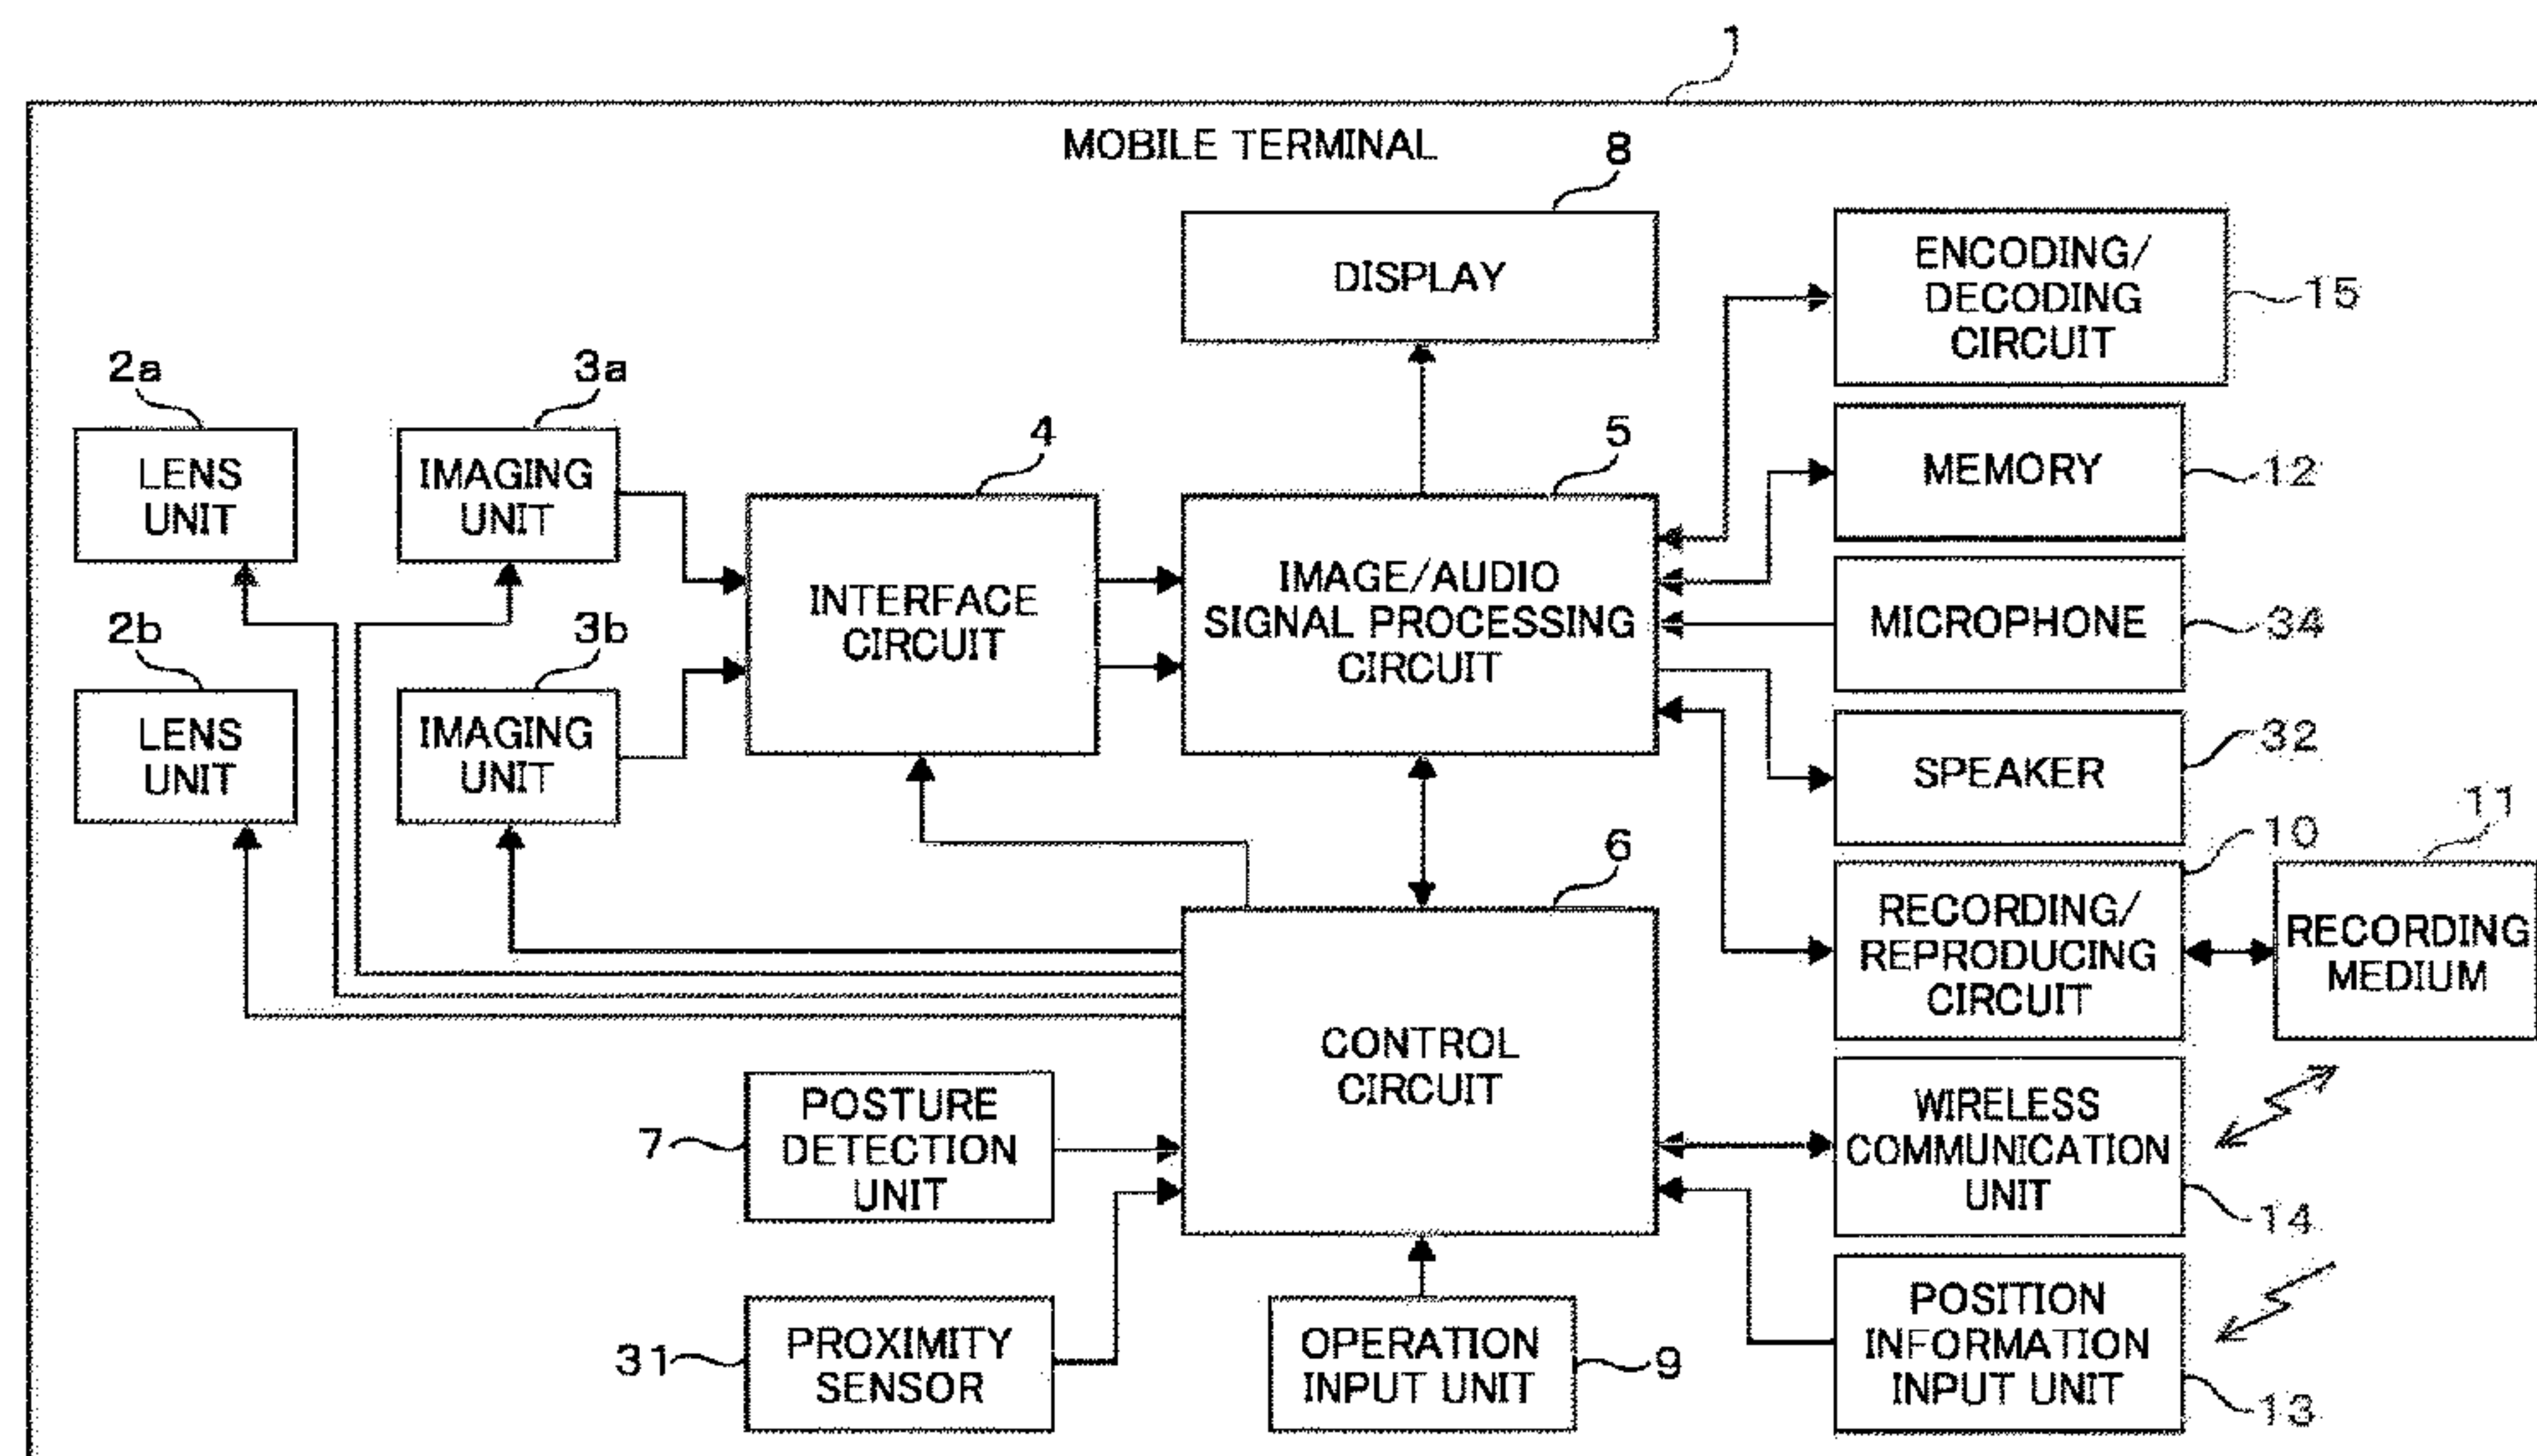 1
MOBILE TERMINAL
8
DISPLAY
ENCODING/
DECODING
CIRCUIT
15
2a
3a
4
5
LENS
UNIT
IMAGING
UNIT
MEMORY
12
INTERFACE
CIRCUIT
IMAGE/AUDIO
SIGNAL PROCESSING
CIRCUIT
MICROPHONE
34
2b
3b
LENS
UNIT
IMAGING
UNIT
SPEAKER
32
6
10
11
RECORDING/
REPRODUCING
CIRCUIT
RECORDING
MEDIUM
CONTROL
CIRCUIT
7
POSTURE
DETECTION
UNIT
WIRELESS
COMMUNICATION
UNIT
14
31
PROXIMITY
SENSOR
OPERATION
INPUT UNIT
9
POSITION
INFORMATION
INPUT UNIT
13